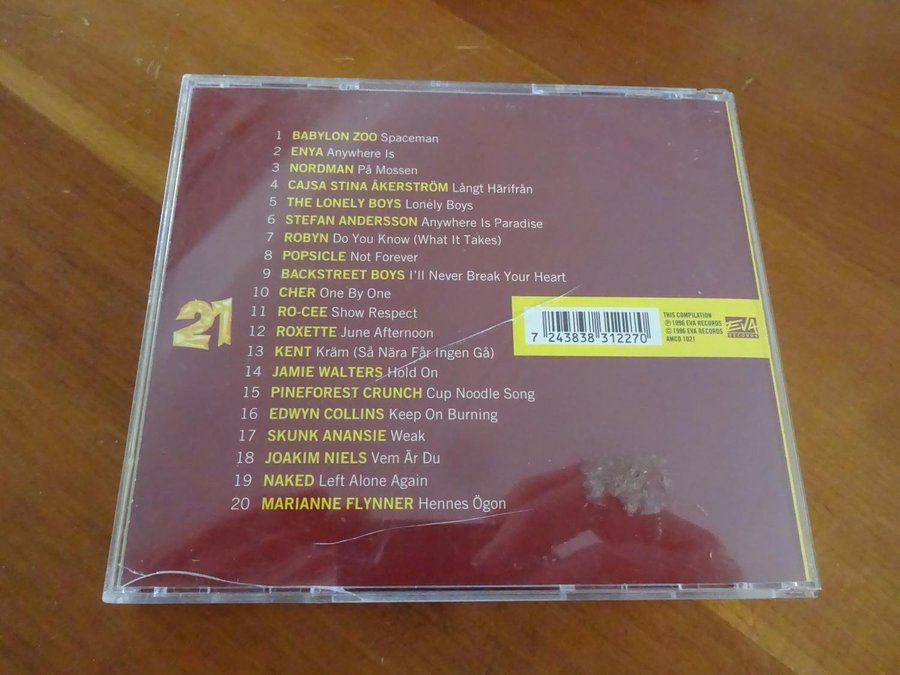 1 BABYLON ZOO Spaceman
2 ENYA Anywhere Is
3 NORDMAN På Mossen
4 CAJSA STINA ÅKERSTRÖM Långt Härifrån
5 THE LONELY BOYS Lonely Boys
6 STEFAN ANDERSSON Anywhere Is Paradise
7 ROBYN Do You Know (What It Takes)
8 POPSICLE Not Forever
9 BACKSTREET BOYS I'll Never Break Your Heart
10 CHER One By One
11 RO-CEE Show Respect
12 ROXETTE June Afternoon
13 KENT Kräm (Så Nära Får Ingen Gå)
14 JAMIE WALTERS Hold On
15 PINEFOREST CRUNCH Cup Noodle Song
16 EDWYN COLLINS Keep On Burning
17 SKUNK ANANSIE Weak
18 JOAKIM NIELS Vem Är Du
19 NAKED Left Alone Again
20 MARIANNE FLYNNER Hennes Ögon
21
7 243838 312270
THIS COMPILATION
℗ 1996 EVA RECORDS
© 1996 EVA RECORDS
AMCD 1021
EVA
RECORDS